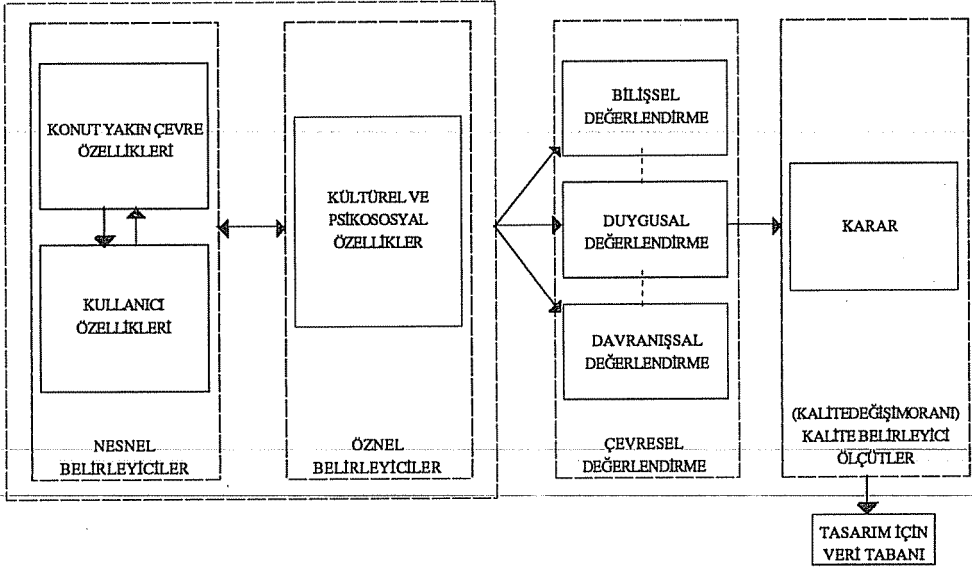 KONUT YAKIN ÇEVRE
ÖZELLİKLERİ
KULLANICI
ÖZELLİKLERİ
NESNEL
BELİRLEYİCİLER
KÜLTÜREL VE
PSİKOSOSYAL
ÖZELLİKLER
ÖZNEL
BELİRLEYİCİLER
BİLİŞSEL
DEĞERLENDİRME
DUYGUSAL
DEĞERLENDİRME
DAVRANIŞSAL
DEĞERLENDİRME
ÇEVRESEL
DEĞERLENDİRME
KARAR
(KALİTEDEĞİŞİMORANI)
KALİTE BELİRLEYİCİ
ÖLÇÜTLER
TASARIM İÇİN
VERİ TABANI